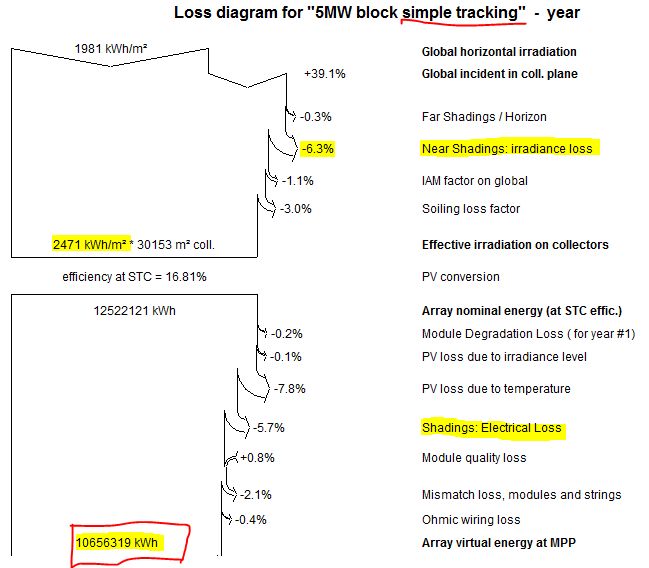 Loss diagram for "5MW block simple tracking" - year
1981 kWh/m² Global horizontal irradiation
+39.1% Global incident in coll. plane
-0.3% Far Shadings / Horizon
-6.3% Near Shadings: irradiance loss
-1.1% IAM factor on global
-3.0% Soiling loss factor
2471 kWh/m² * 30153 m² coll. Effective irradiation on collectors
efficiency at STC = 16.81% PV conversion
12522121 kWh Array nominal energy (at STC effic.)
-0.2% Module Degradation Loss ( for year #1)
-0.1% PV loss due to irradiance level
-7.8% PV loss due to temperature
-5.7% Shadings: Electrical Loss
+0.8% Module quality loss
-2.1% Mismatch loss, modules and strings
-0.4% Ohmic wiring loss
10656319 kWh Array virtual energy at MPP